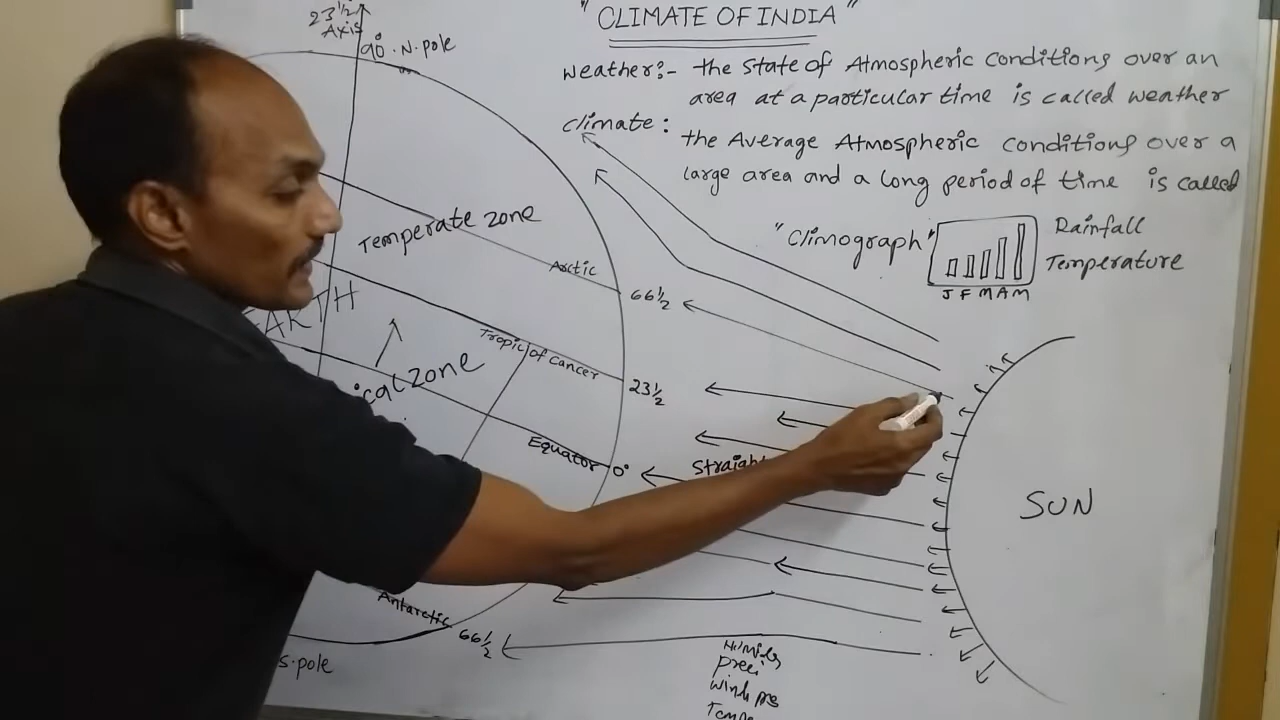 "CLIMATE OF INDIA"
23½
Axis
90° N.pole
weather:- the State of Atmospheric conditions over an
area at a particular time is called weather
climate:
the Average Atmospheric conditions over a
large area and a long period of time is called
"Climograph"
Rainfall
Temperature
J F M A M
Temperate zone
Arctic
66½
EARTH
Tropic of cancer
23½
ical zone
Equator 0°
Straight
SUN
Antarctic
66½
S.pole